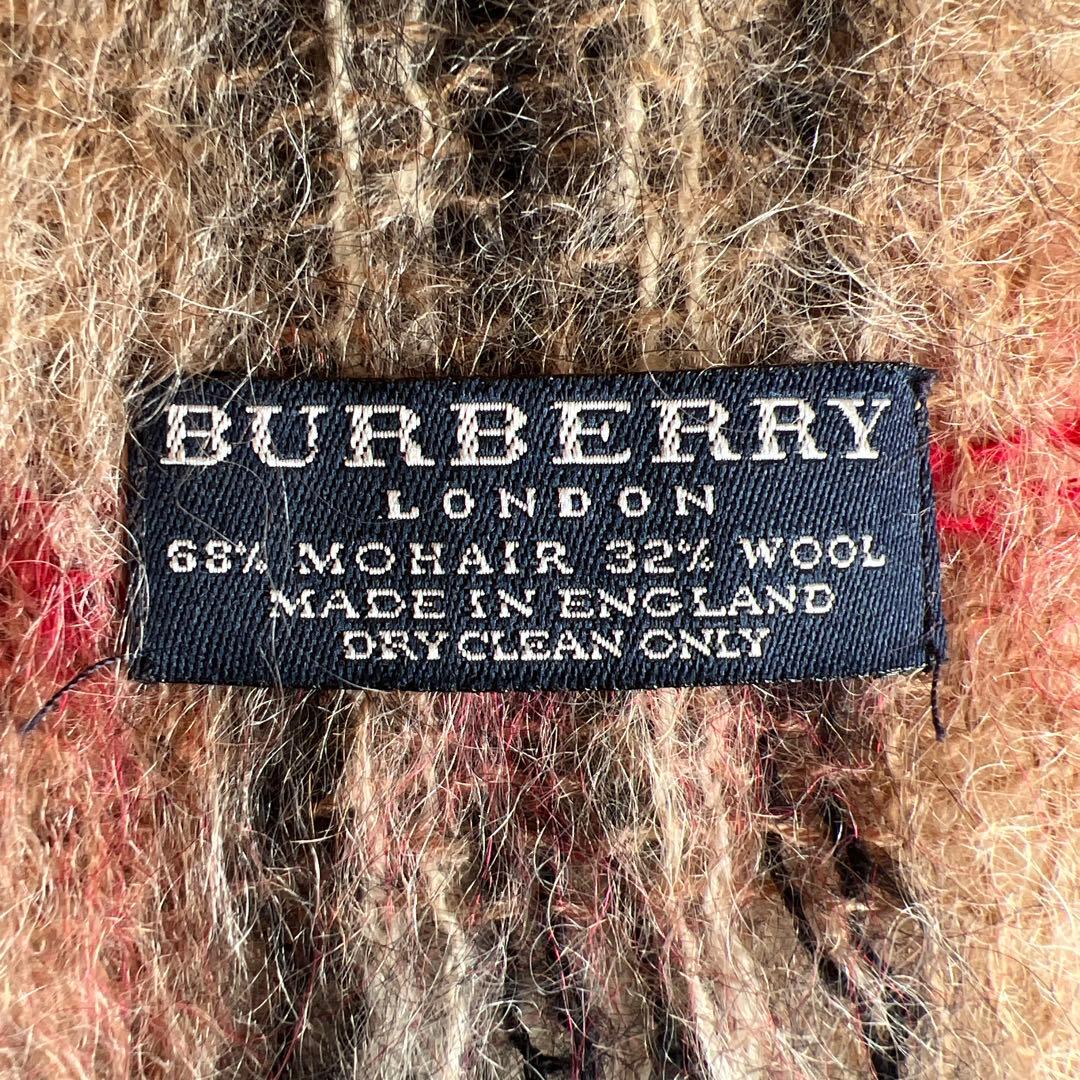 BURBERRY
LONDON
68% MOHAIR 32% WOOL
MADE IN ENGLAND
DRY CLEAN ONLY